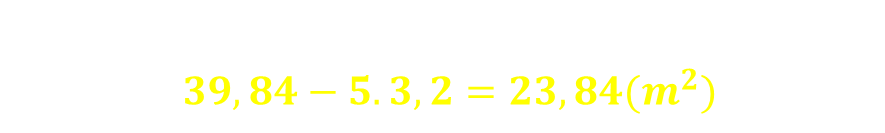 39,84 − 5.3,2 = 23,84(m²)